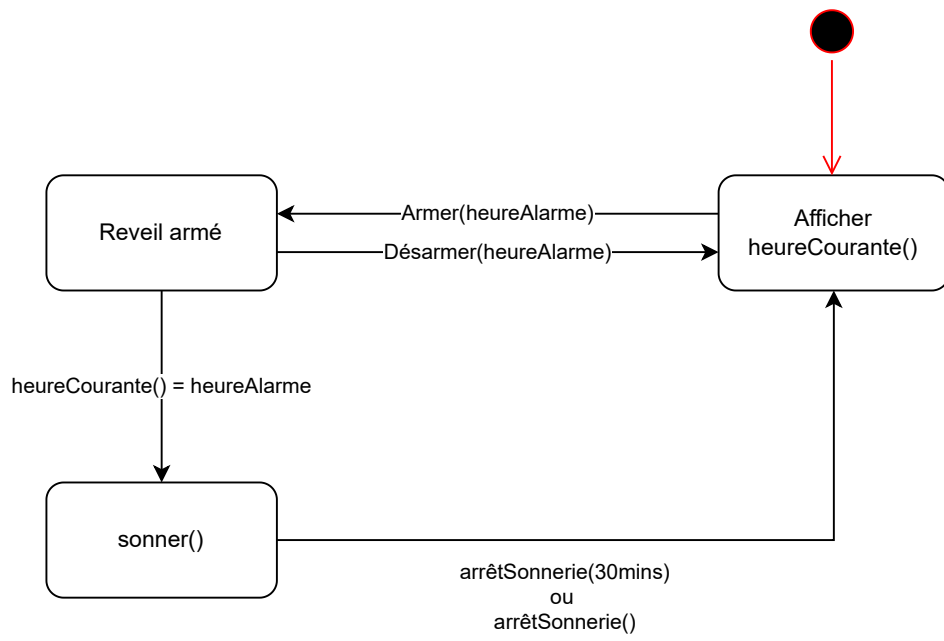 Reveil armé
Armer(heureAlarme)
Désarmer(heureAlarme)
Afficher
heureCourante()
heureCourante() = heureAlarme
sonner()
arrêtSonnerie(30mins)
ou
arrêtSonnerie()